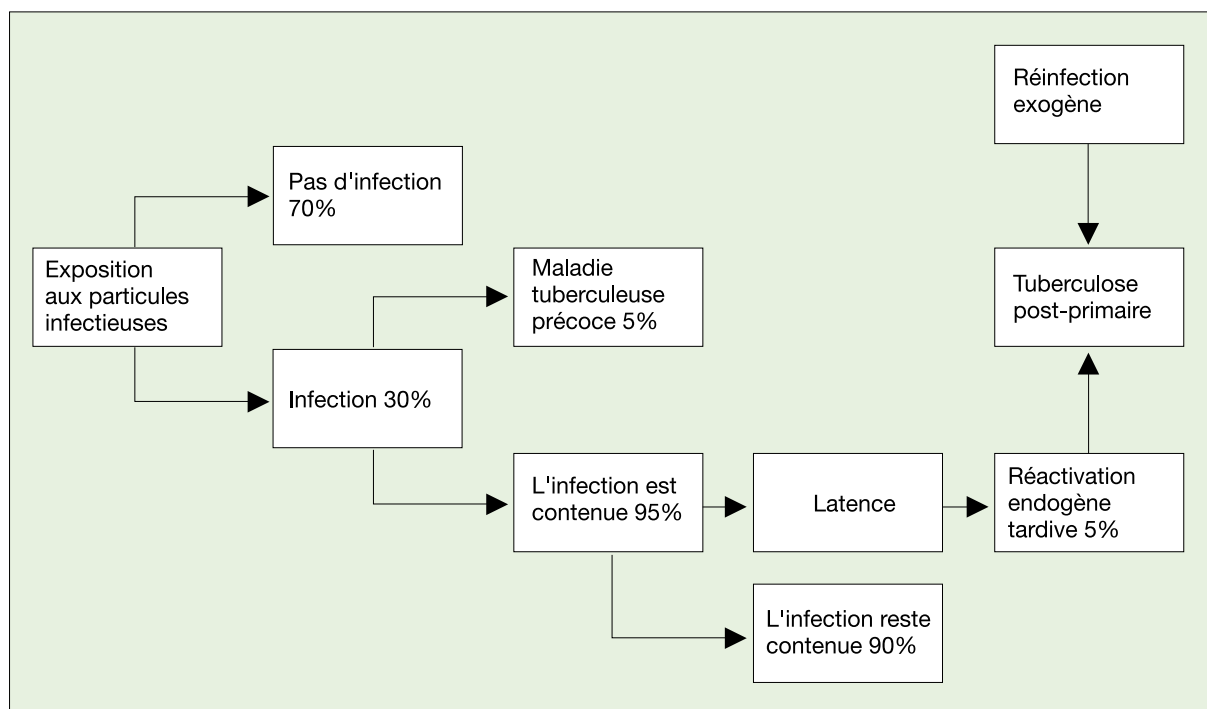 Réinfection
exogène
Pas d'infection
70%
Exposition
aux particules
infectieuses
Maladie
tuberculeuse
précoce 5%
Tuberculose
post-primaire
Infection 30%
L'infection est
contenue 95%
Latence
Réactivation
endogène
tardive 5%
L'infection reste
contenue 90%